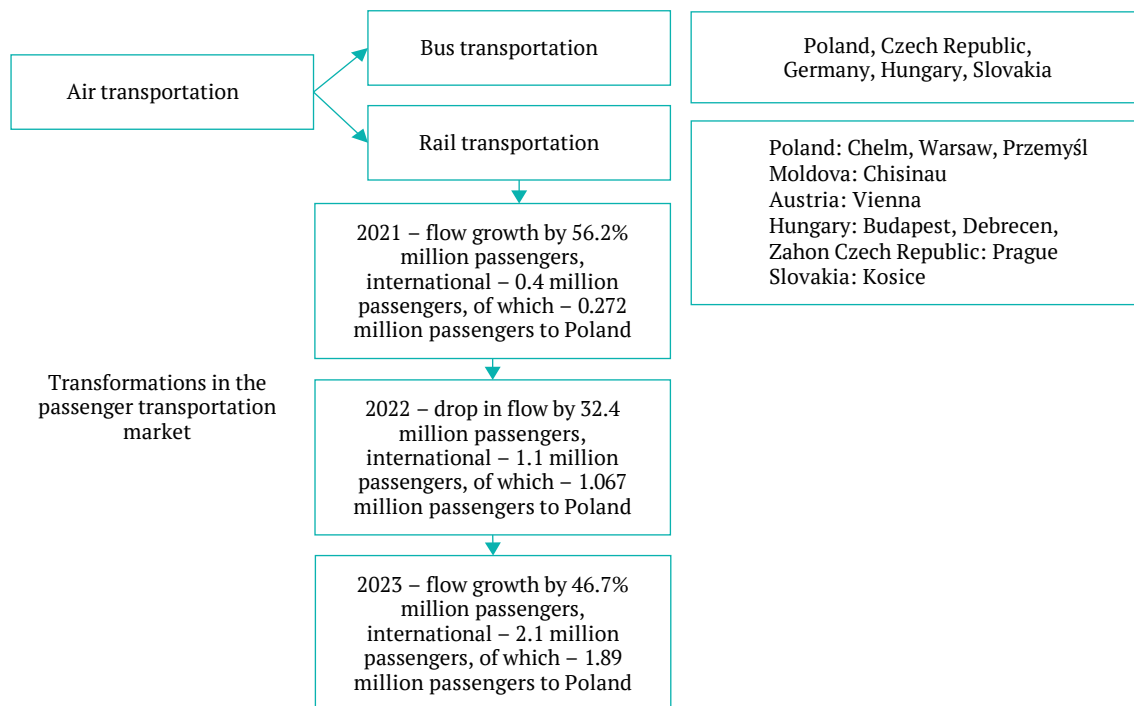 Air transportation
Bus transportation
Rail transportation
Poland, Czech Republic,
Germany, Hungary, Slovakia
Poland: Chelm, Warsaw, Przemyśl
Moldova: Chisinau
Austria: Vienna
Hungary: Budapest, Debrecen,
Zahon Czech Republic: Prague
Slovakia: Kosice
2021 – flow growth by 56.2%
million passengers,
international – 0.4 million
passengers, of which – 0.272
million passengers to Poland
Transformations in the
passenger transportation
market
2022 – drop in flow by 32.4
million passengers,
international – 1.1 million
passengers, of which – 1.067
million passengers to Poland
2023 – flow growth by 46.7%
million passengers,
international – 2.1 million
passengers, of which – 1.89
million passengers to Poland